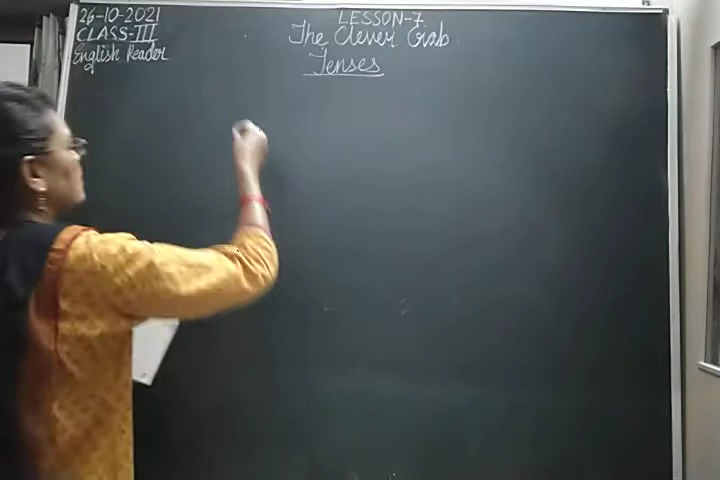 26-10-2021
CLASS-III
English Reader
LESSON-7
The Clever Crab
Tenses